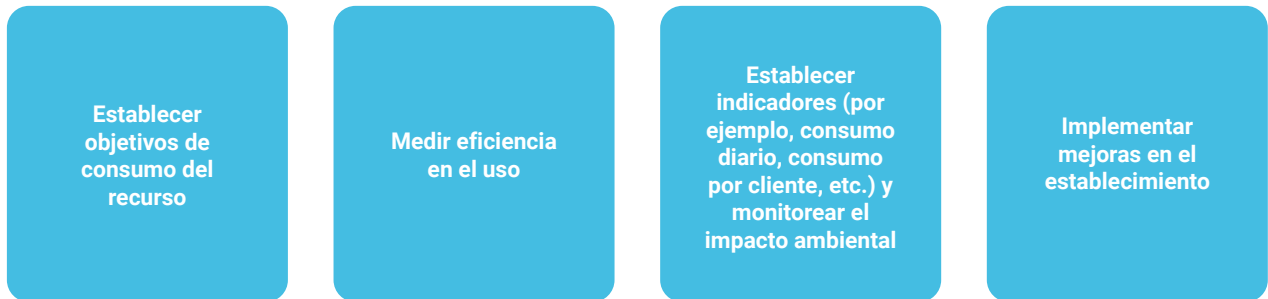 Establecer
objetivos de
consumo del
recurso
Medir eficiencia
en el uso
Establecer
indicadores (por
ejemplo, consumo
diario, consumo
por cliente, etc.) y
monitorear el
impacto ambiental
Implementar
mejoras en el
establecimiento